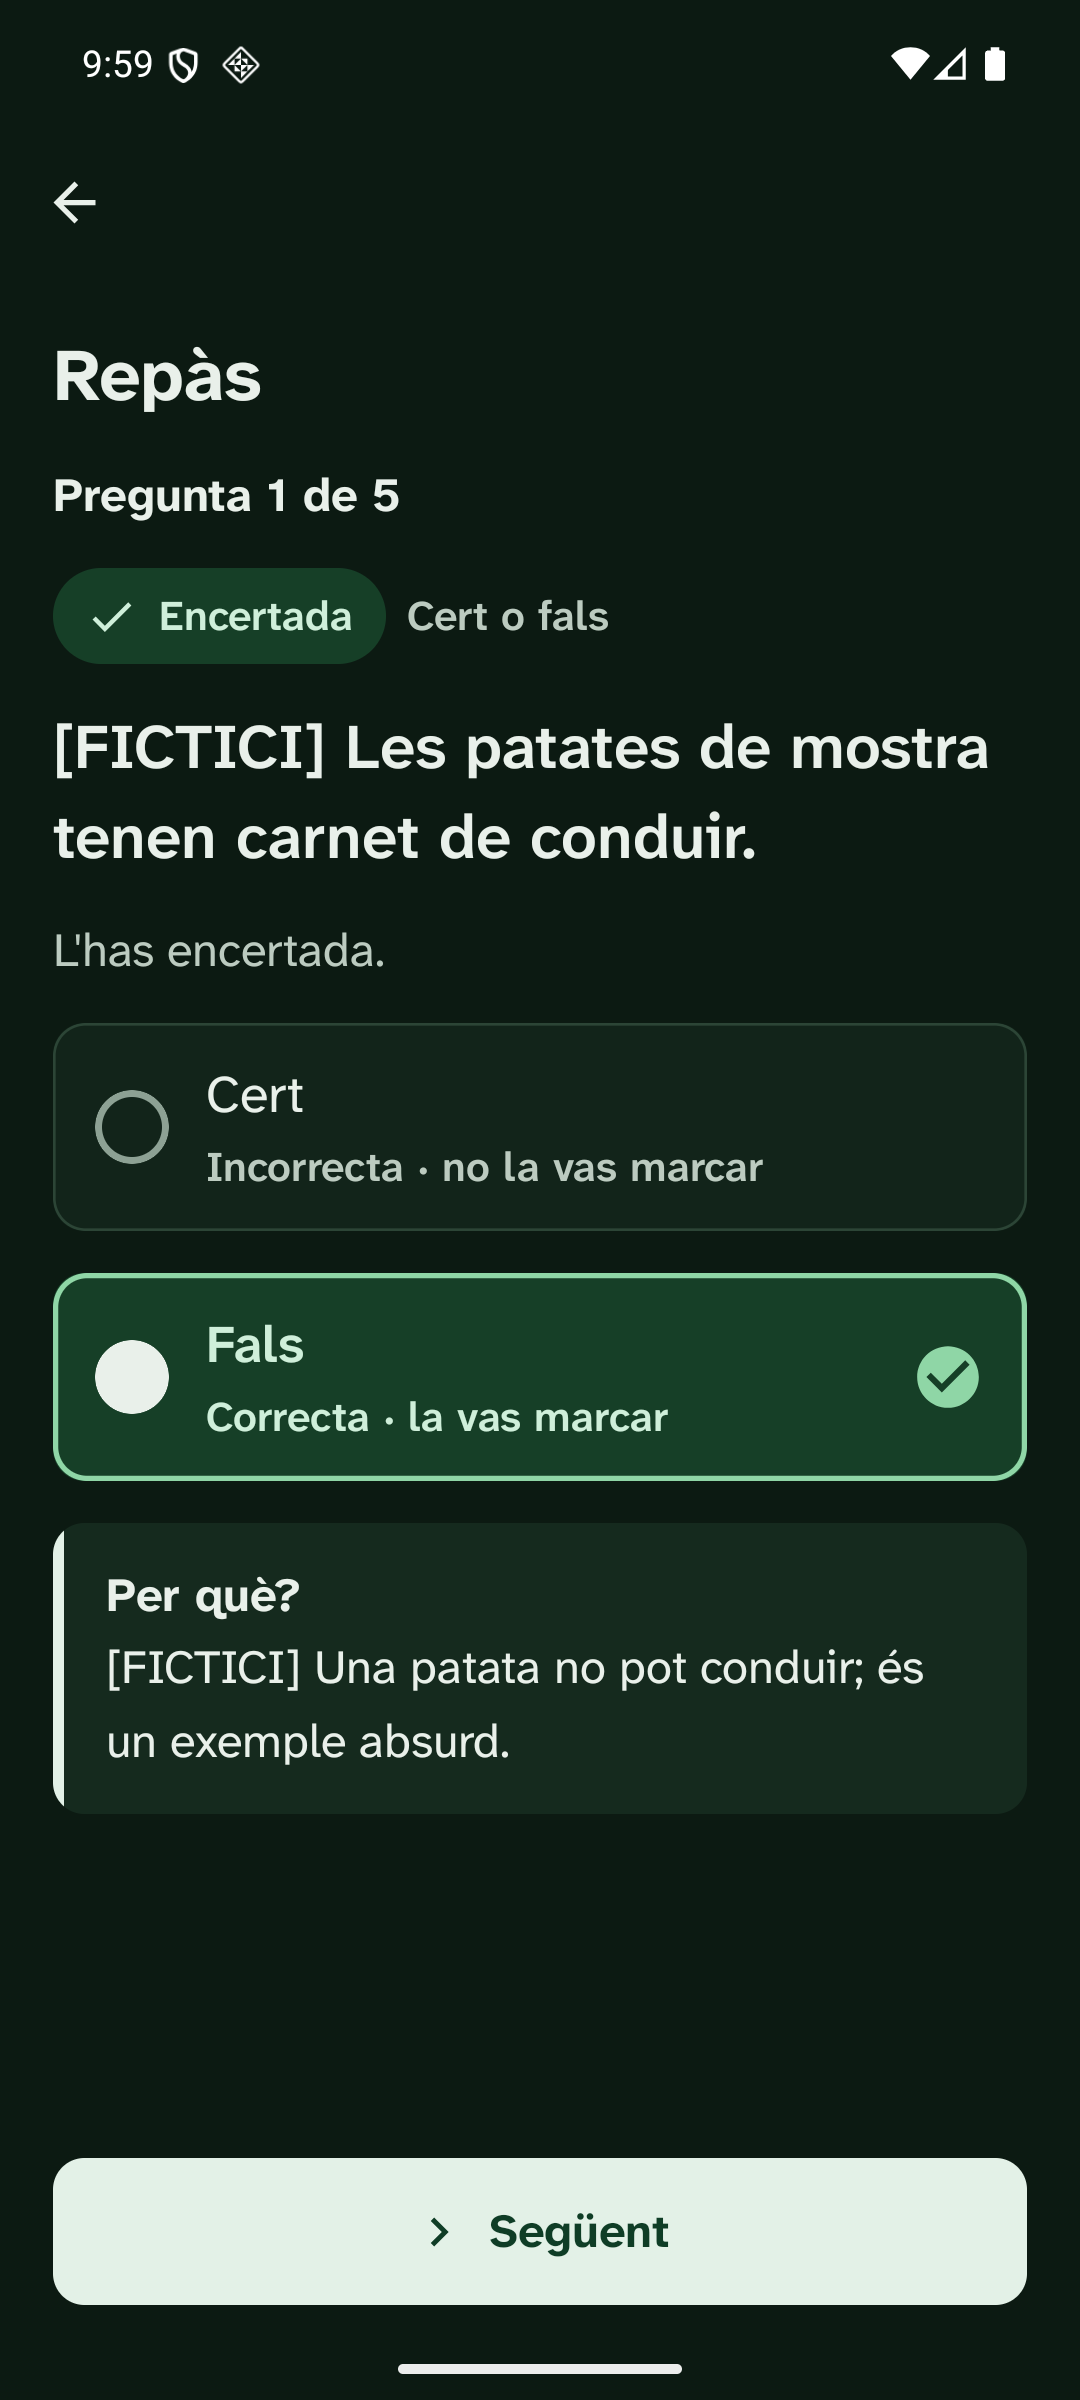 9:59
Repàs
Pregunta 1 de 5
Encertada Cert o fals
[FICTICI] Les patates de mostra
tenen carnet de conduir.
L'has encertada.
Cert
Incorrecta · no la vas marcar
Fals
Correcta · la vas marcar
Per què?
[FICTICI] Una patata no pot conduir; és
un exemple absurd.
Següent